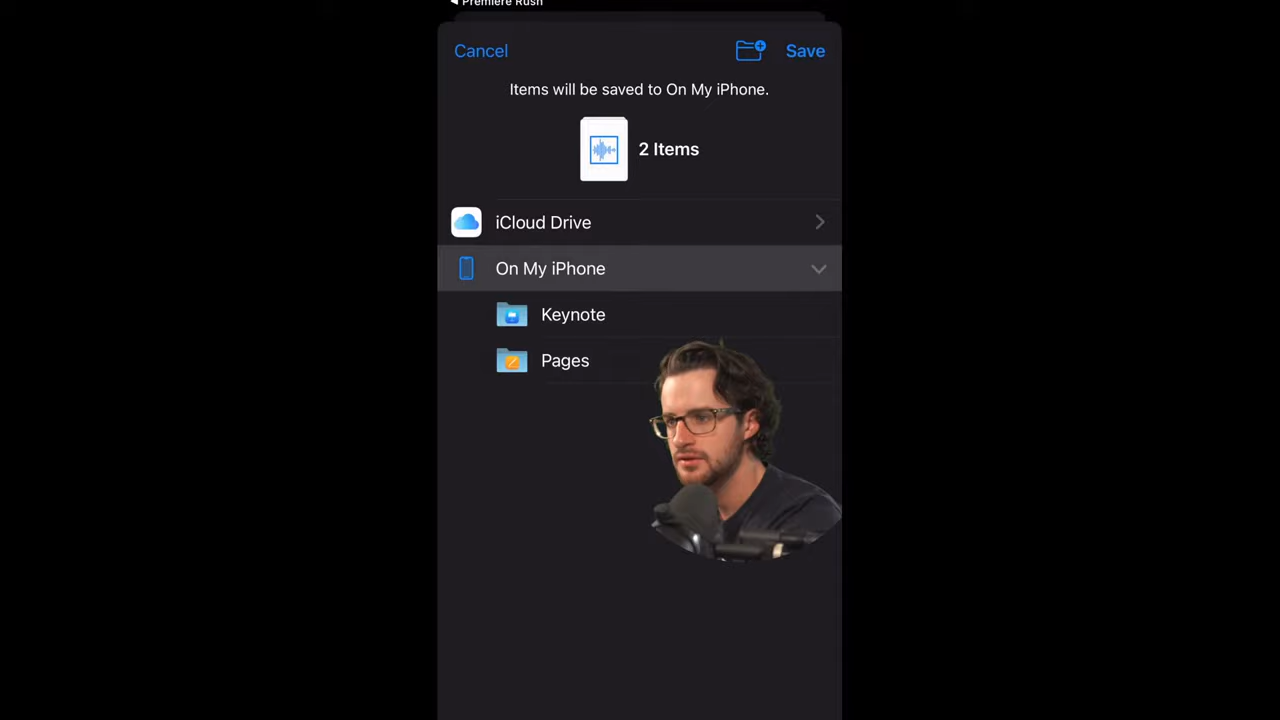 Premiere Rush
Cancel
Save
Items will be saved to On My iPhone.
2 Items
iCloud Drive
On My iPhone
Keynote
Pages